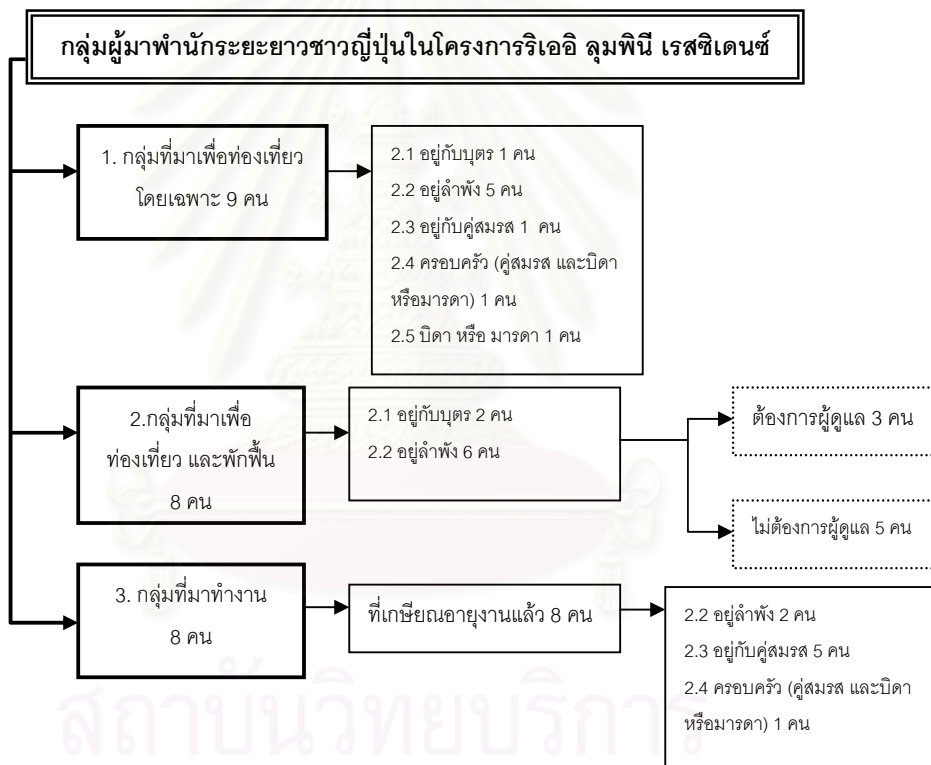 กลุ่มผู้มาพำนักระยะยาวชาวญี่ปุ่นในโครงการริเออิ ลุมพินี เรสซิเดนซ์
1. กลุ่มที่มาเพื่อท่องเที่ยว
โดยเฉพาะ 9 คน
2.1 อยู่กับบุตร 1 คน
2.2 อยู่ลำพัง 5 คน
2.3 อยู่กับคู่สมรส 1 คน
2.4 ครอบครัว (คู่สมรส และบิดา
หรือมารดา) 1 คน
2.5 บิดา หรือ มารดา 1 คน
2.กลุ่มที่มาเพื่อ
ท่องเที่ยว และพักฟื้น
8 คน
2.1 อยู่กับบุตร 2 คน
2.2 อยู่ลำพัง 6 คน
ต้องการผู้ดูแล 3 คน
ไม่ต้องการผู้ดูแล 5 คน
3. กลุ่มที่มาทำงาน
8 คน
ที่เกษียณอายุงานแล้ว 8 คน
2.2 อยู่ลำพัง 2 คน
2.3 อยู่กับคู่สมรส 5 คน
2.4 ครอบครัว (คู่สมรส และบิดา
หรือมารดา) 1 คน
สถาบันวิทยบริการ